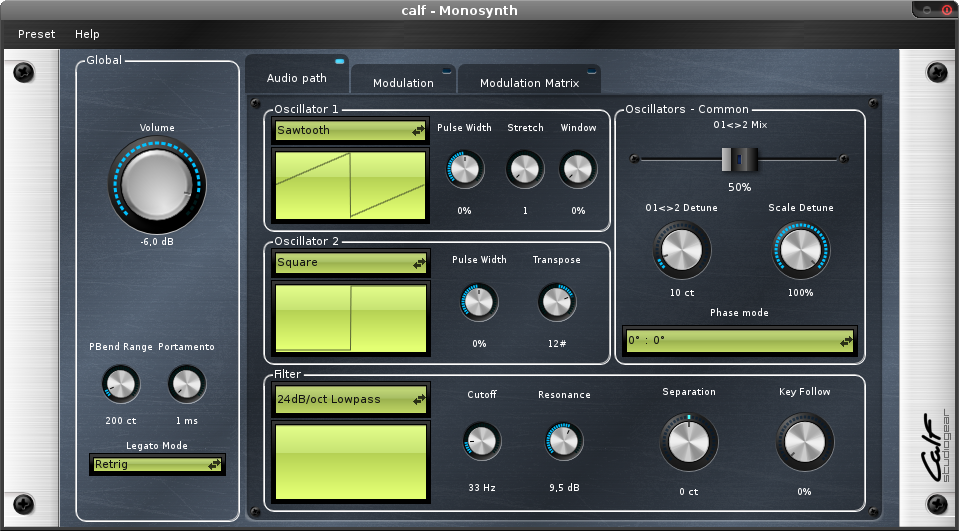 calf - Monosynth
Preset Help
Global
Volume
-6,0 dB
PBend Range Portamento
200 ct 1 ms
Legato Mode
Retrig
Audio path Modulation Modulation Matrix
Oscillator 1
Sawtooth
Pulse Width Stretch Window
0% 1 0%
Oscillator 2
Square
Pulse Width Transpose
0% 12#
Oscillators - Common
O1<>2 Mix
50%
O1<>2 Detune Scale Detune
10 ct 100%
Phase mode
0° : 0°
Filter
24dB/oct Lowpass
Cutoff Resonance Separation Key Follow
33 Hz 9,5 dB 0 ct 0%
Calf
studiogear